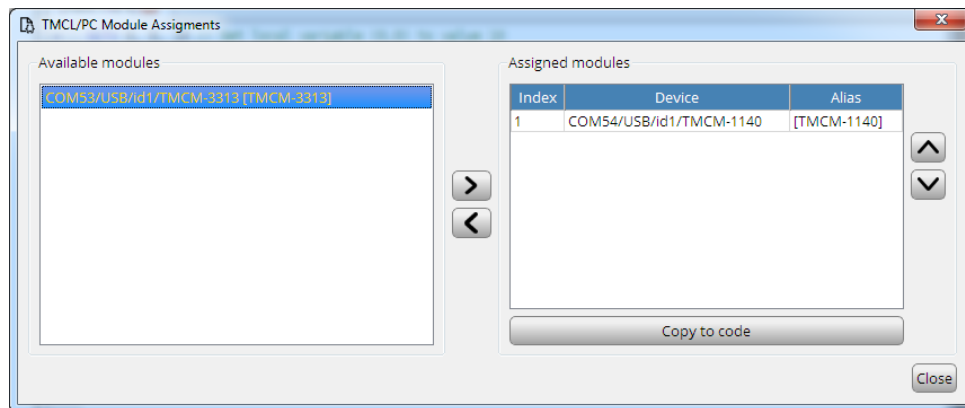 TMCL/PC Module Assigments
Available modules
COM53/USB/id1/TMCM-3313 [TMCM-3313]
Assigned modules
Index Device Alias
1 COM54/USB/id1/TMCM-1140 [TMCM-1140]
Copy to code
Close